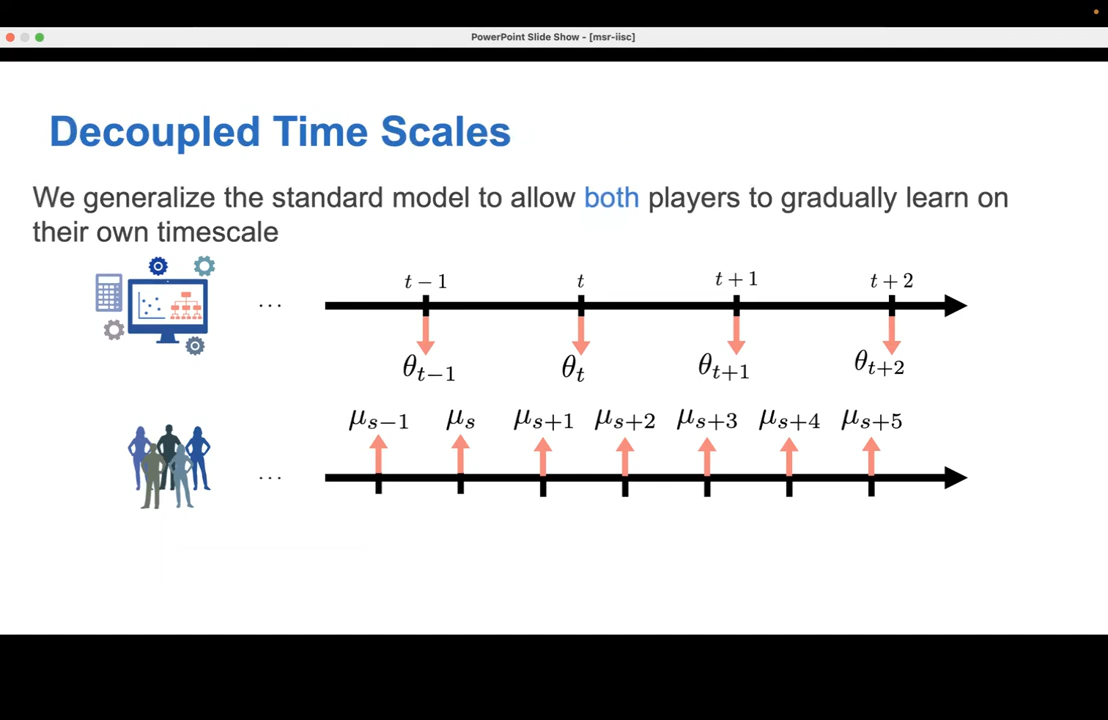 PowerPoint Slide Show - [msr-iisc]
Decoupled Time Scales
We generalize the standard model to allow both players to gradually learn on
their own timescale
... t − 1 t t + 1 t + 2
θ_{t−1} θ_t θ_{t+1} θ_{t+2}
μ_{s−1} μ_s μ_{s+1} μ_{s+2} μ_{s+3} μ_{s+4} μ_{s+5}
...